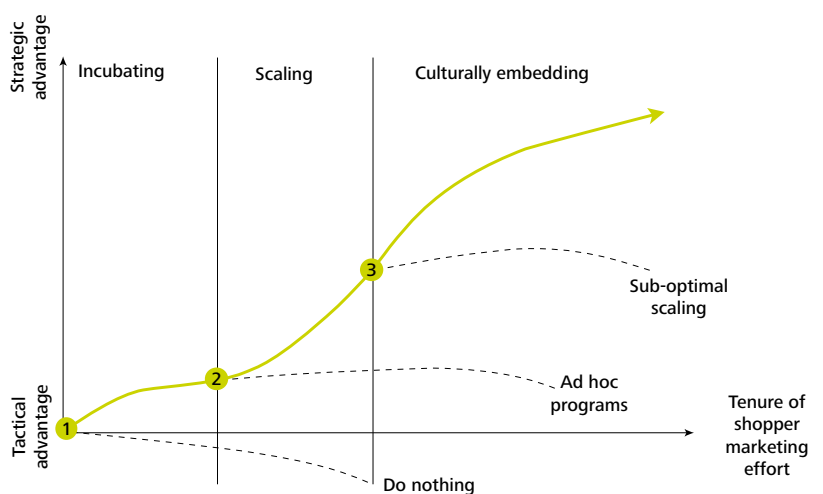 Strategic
advantage
Incubating
Scaling
Culturally embedding
3
Sub-optimal
scaling
2
Ad hoc
programs
Tactical
advantage
1
Tenure of
shopper
marketing
effort
Do nothing